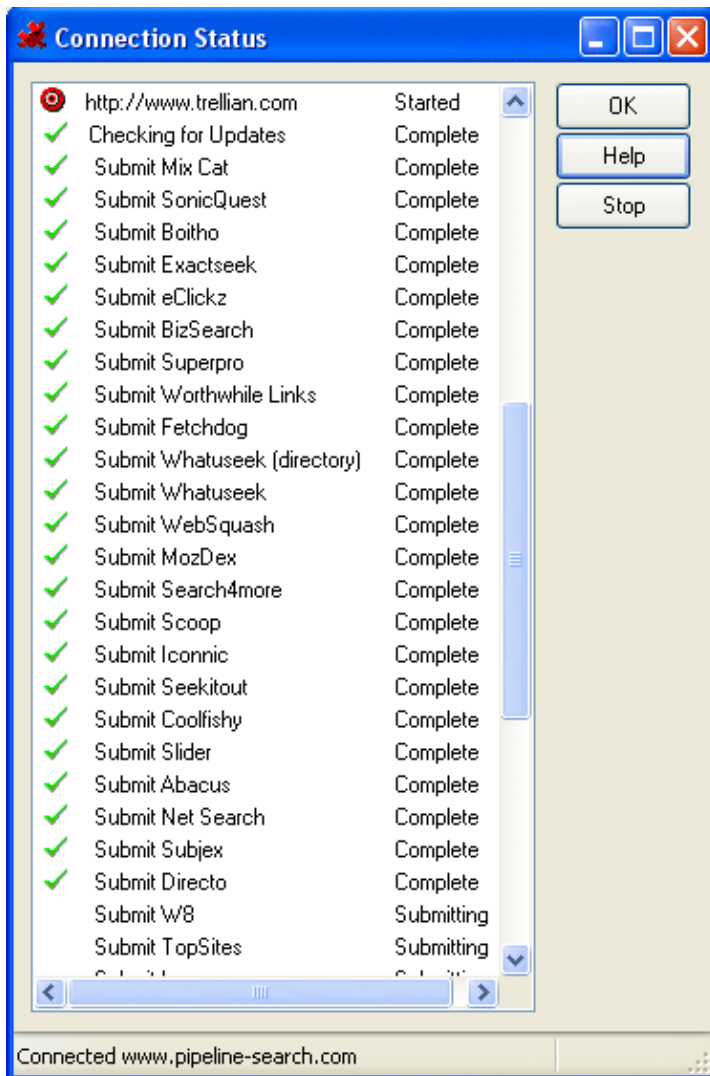 Connection Status
http://www.trellian.com Started
Checking for Updates Complete
Submit Mix Cat Complete
Submit SonicQuest Complete
Submit Boitho Complete
Submit Exactseek Complete
Submit eClickz Complete
Submit BizSearch Complete
Submit Superpro Complete
Submit Worthwhile Links Complete
Submit Fetchdog Complete
Submit Whatuseek (directory) Complete
Submit Whatuseek Complete
Submit WebSquash Complete
Submit MozDex Complete
Submit Search4more Complete
Submit Scoop Complete
Submit Iconnic Complete
Submit Seekitout Complete
Submit Coolfishy Complete
Submit Slider Complete
Submit Abacus Complete
Submit Net Search Complete
Submit Subjex Complete
Submit Directo Complete
Submit W8 Submitting
Submit TopSites Submitting
OK
Help
Stop
Connected www.pipeline-search.com